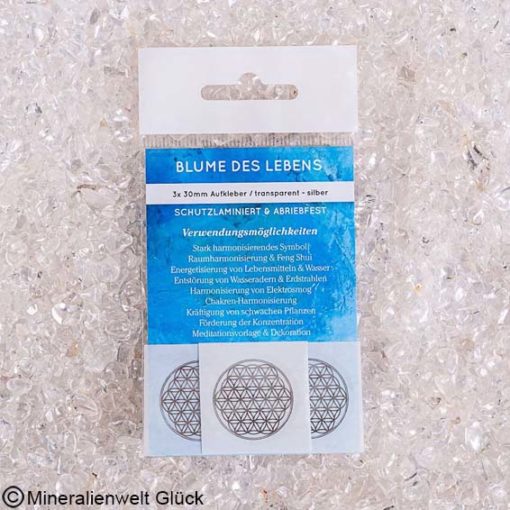 BLUME DES LEBENS
3x 30mm Aufkleber / transparent - silber
SCHUTZLAMINIERT & ABRIEBFEST
Verwendungsmöglichkeiten
Stark harmonisierendes Symbol
Raumharmonisierung & Feng Shui
Energetisierung von Lebensmitteln & Wasser
Entstörung von Wasseradern & Erdstrahlen
Harmonisierung von Elektrosmog
Chakren-Harmonisierung
Kräftigung von schwachen Pflanzen
Förderung der Konzentration
Meditationsvorlage & Dekoration
© Mineralienwelt Glück